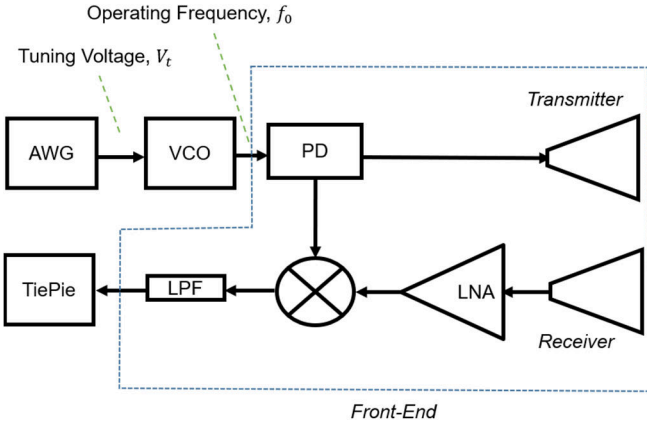 Operating Frequency, f₀
Tuning Voltage, Vₜ
Transmitter
AWG
VCO
PD
TiePie
LPF
LNA
Receiver
Front-End